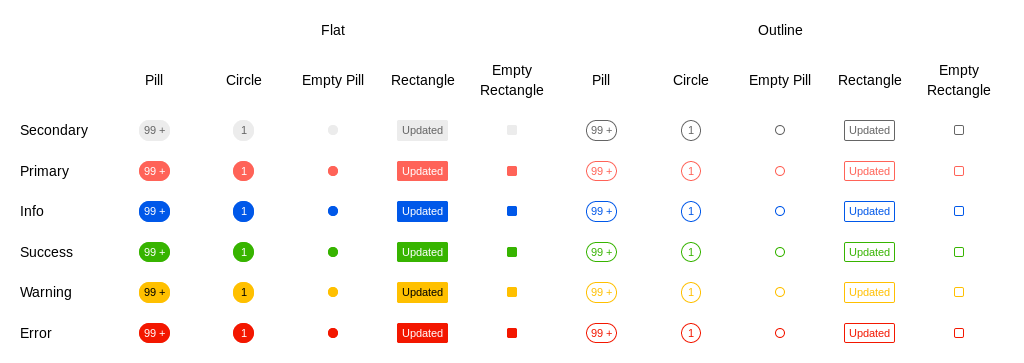 Flat Outline
Pill Circle Empty Pill Rectangle Empty Rectangle Pill Circle Empty Pill Rectangle Empty Rectangle
Secondary 99 + 1 Updated 99 + 1 Updated
Primary 99 + 1 Updated 99 + 1 Updated
Info 99 + 1 Updated 99 + 1 Updated
Success 99 + 1 Updated 99 + 1 Updated
Warning 99 + 1 Updated 99 + 1 Updated
Error 99 + 1 Updated 99 + 1 Updated